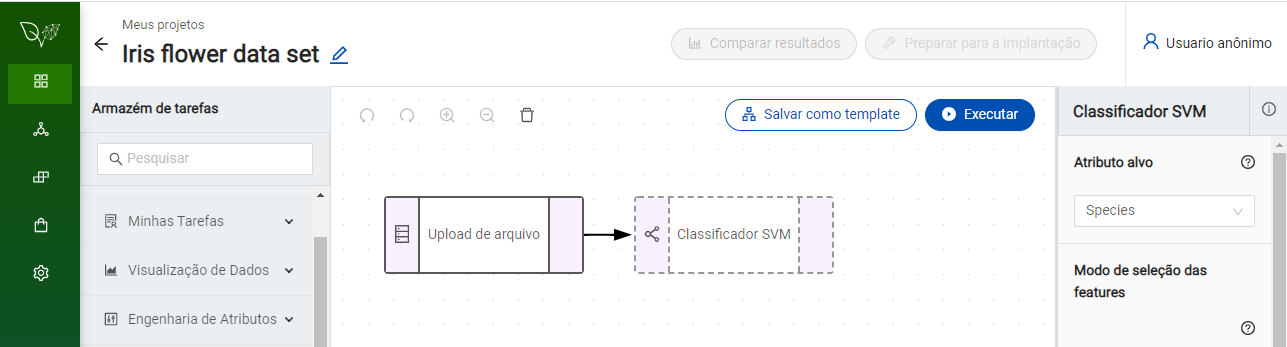 Meus projetos
Iris flower data set
Comparar resultados
Preparar para a implantação
Usuario anônimo
Armazém de tarefas
Pesquisar
Minhas Tarefas
Visualização de Dados
Engenharia de Atributos
Salvar como template
Executar
Upload de arquivo
Classificador SVM
Classificador SVM
Atributo alvo
Species
Modo de seleção das
features